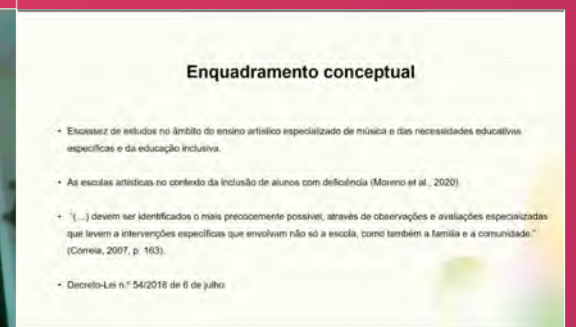 Enquadramento conceptual
• Escassez de estudos no âmbito do ensino artístico especializado de música e das necessidades educativas
específicas e da educação inclusiva.
• As escolas artísticas no contexto da inclusão de alunos com deficiência (Moreno et al., 2020)
• "(…) devem ser identificados o mais precocemente possível, através de observações e avaliações especializadas
que levem a intervenções específicas que envolvam não só a escola, como também a família e a comunidade."
(Correia, 2007, p. 163).
• Decreto-Lei n.º 54/2018 de 6 de julho